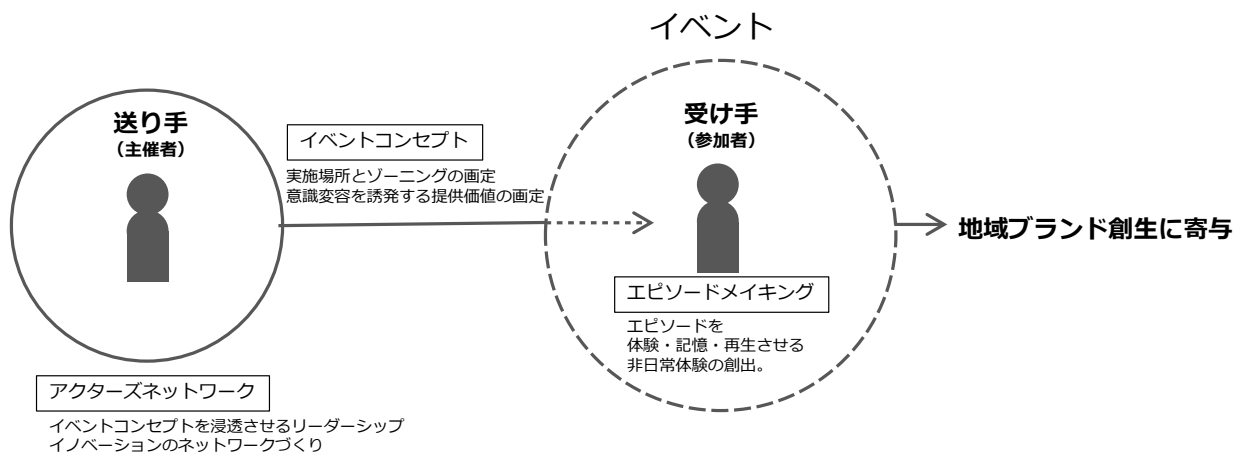 イベント
送り手
（主催者）
イベントコンセプト
実施場所とゾーニングの画定
意識変容を誘発する提供価値の画定
受け手
（参加者）
地域ブランド創生に寄与
エピソードメイキング
エピソードを
体験・記憶・再生させる
非日常体験の創出。
アクターズネットワーク
イベントコンセプトを浸透させるリーダーシップ
イノベーションのネットワークづくり